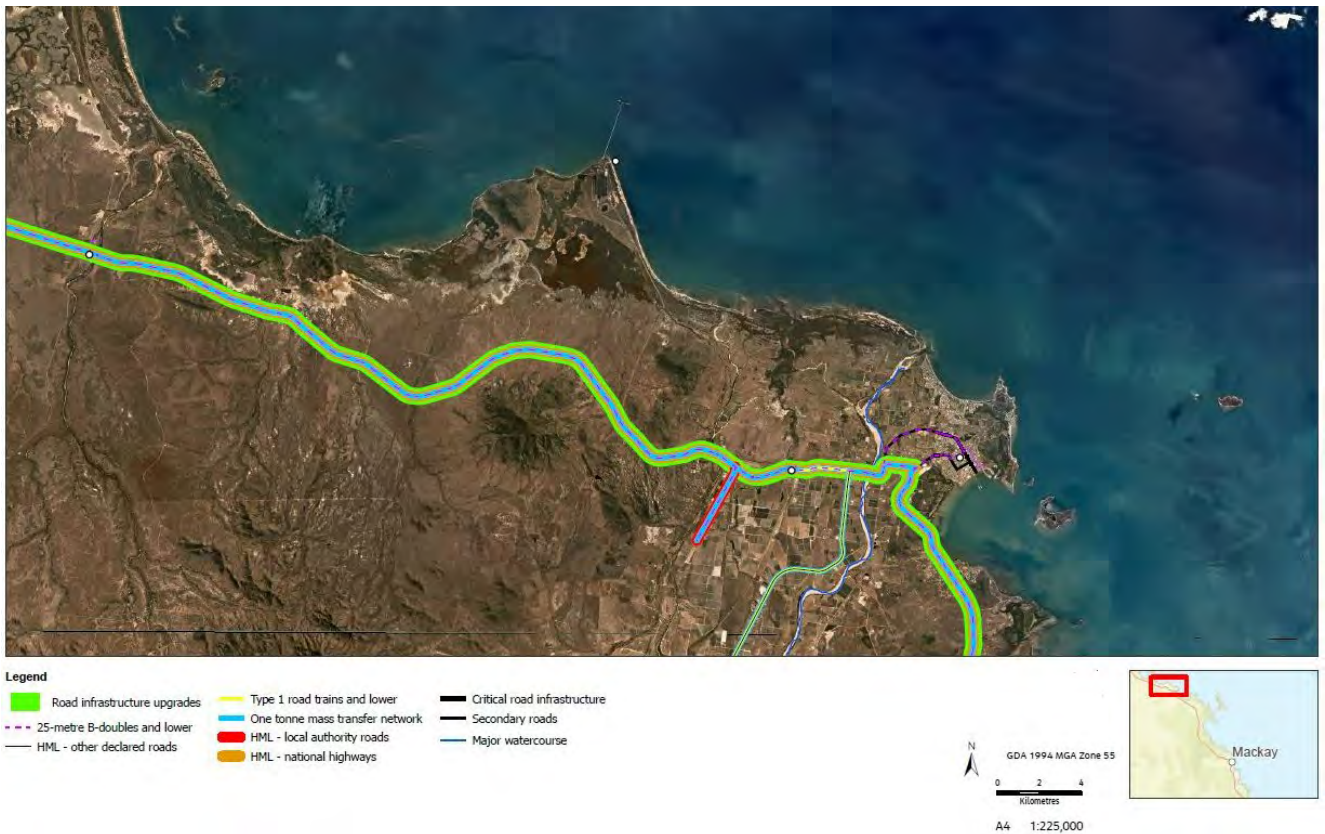 Legend
Road infrastructure upgrades
25-metre B-doubles and lower
HML - other declared roads
Type 1 road trains and lower
One tonne mass transfer network
HML - local authority roads
HML - national highways
Critical road infrastructure
Secondary roads
Major watercourse
N
GDA 1994 MGA Zone 55
0 2 4
Kilometres
A4 1:225,000
Mackay